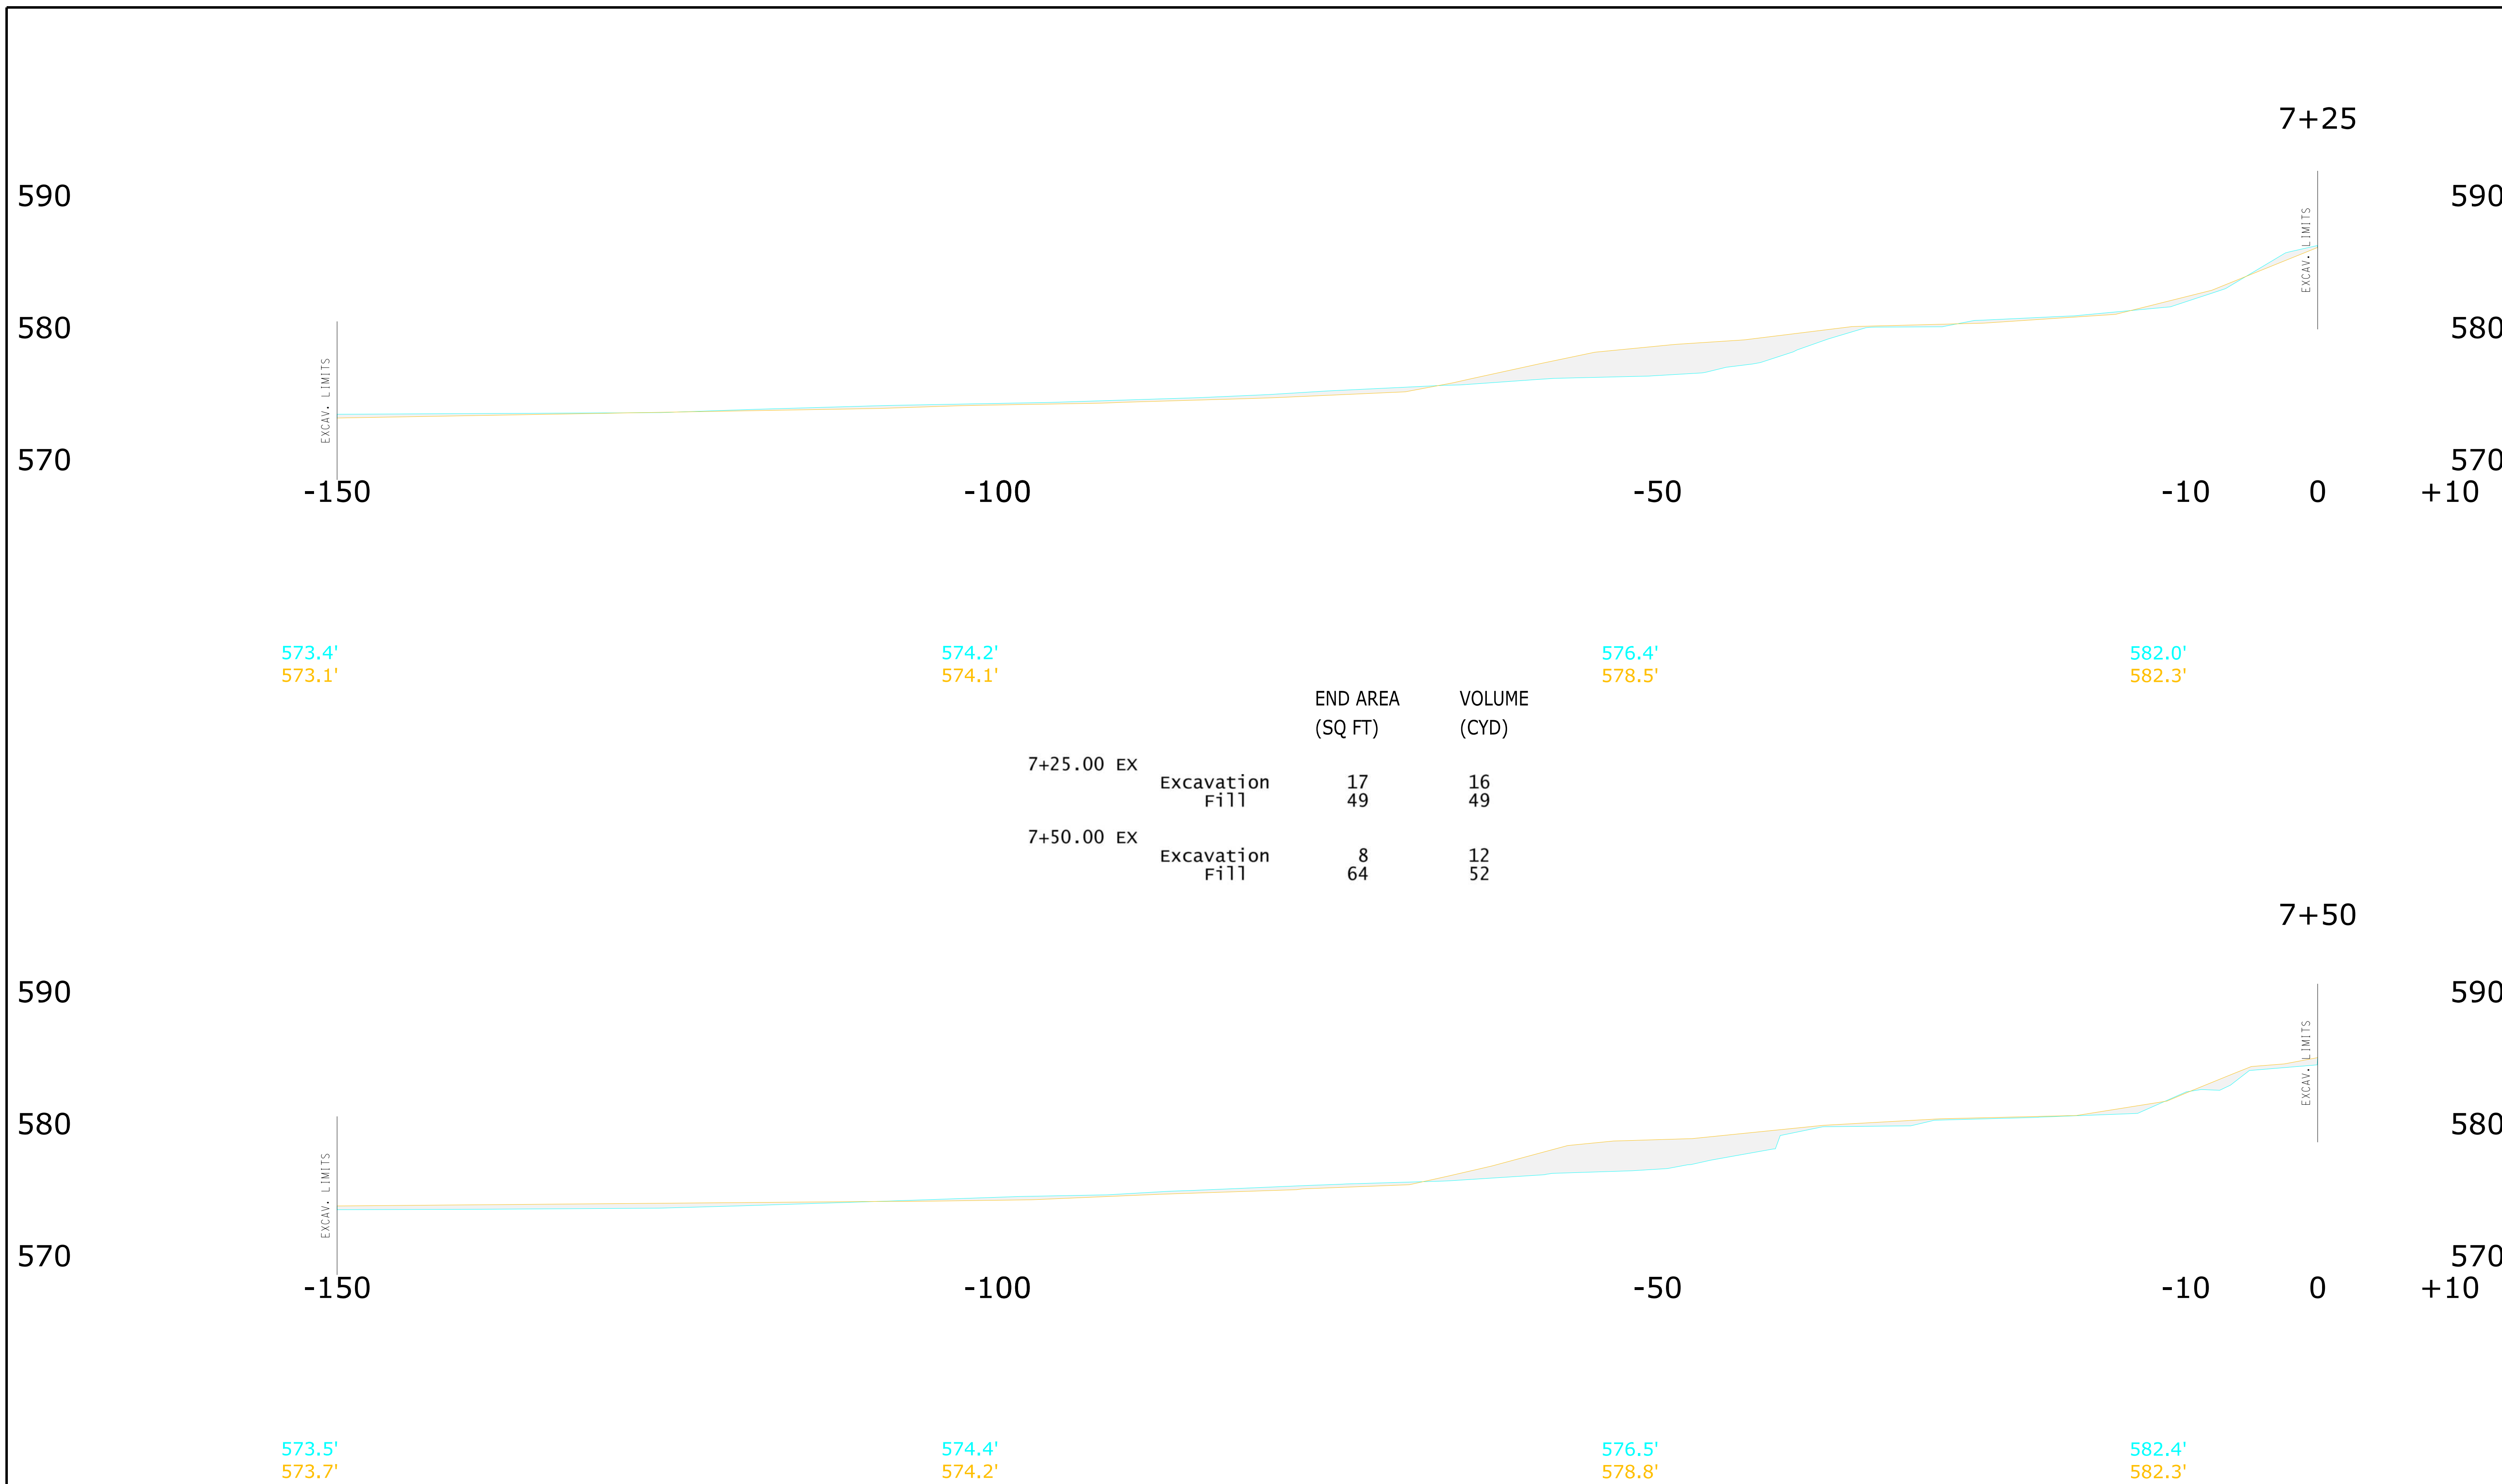 7+25
590 590
EXCAV. LIMITS
580 580
EXCAV. LIMITS
570 570
-150 -100 -50 -10 0 +10
573.4' 574.2' 576.4' 582.0'
573.1' 574.1' 578.5' 582.3'
END AREA VOLUME
(SQ FT) (CYD)
7+25.00 EX
Excavation 17 16
Fill 49 49
7+50.00 EX
Excavation 8 12
Fill 64 52
7+50
590 590
EXCAV. LIMITS
580 580
EXCAV. LIMITS
570 570
-150 -100 -50 -10 0 +10
573.5' 574.4' 576.5' 582.4'
573.7' 574.2' 578.8' 582.3'